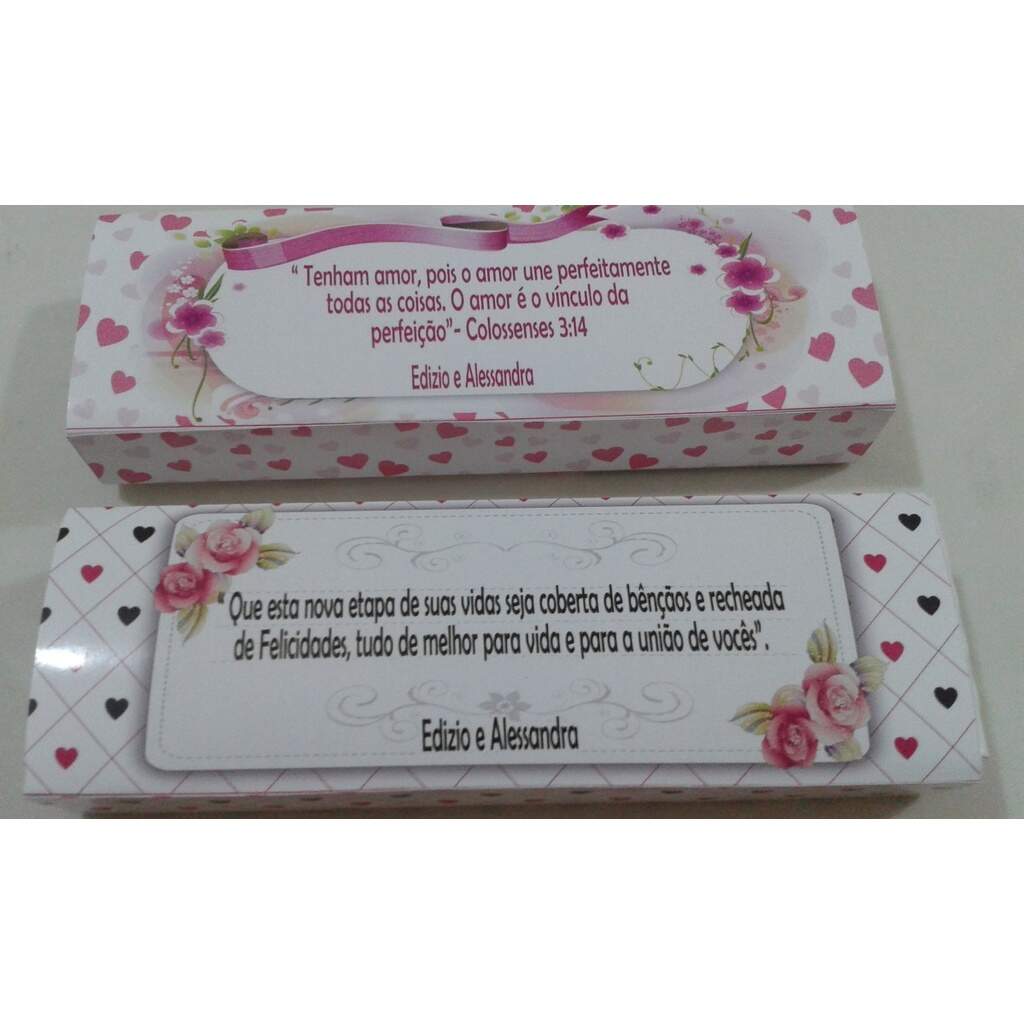 “ Tenham amor, pois o amor une perfeitamente
todas as coisas. O amor é o vínculo da
perfeição”- Colossenses 3:14
Edizio e Alessandra
“ Que esta nova etapa de suas vidas seja coberta de bênçãos e recheada
de Felicidades, tudo de melhor para vida e para a união de vocês”.
Edizio e Alessandra